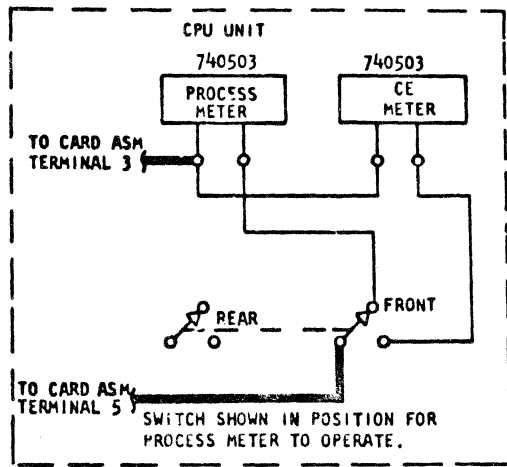 CPU UNIT
740503
740503
PROCESS
METER
CE
METER
TO CARD ASM
TERMINAL 3
REAR
FRONT
TO CARD ASM
TERMINAL 5
SWITCH SHOWN IN POSITION FOR
PROCESS METER TO OPERATE.